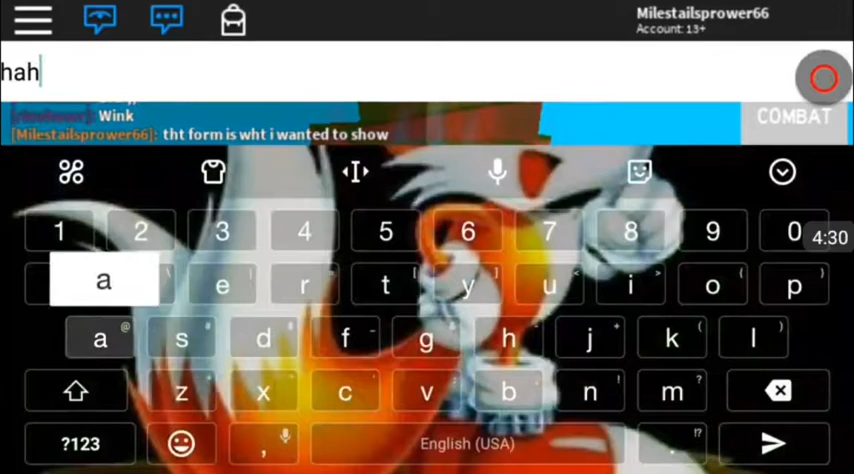 Milestailsprower66
Account: 13+
hah
Wink
[Milestailsprower66]: tht form is wht i wanted to show
COMBAT
1 2 3 4 5 6 7 8 9 0
4:30
a
e r t y u i o p
a s d f g h j k l
z x c v b n m
?123 , English (USA) . !?